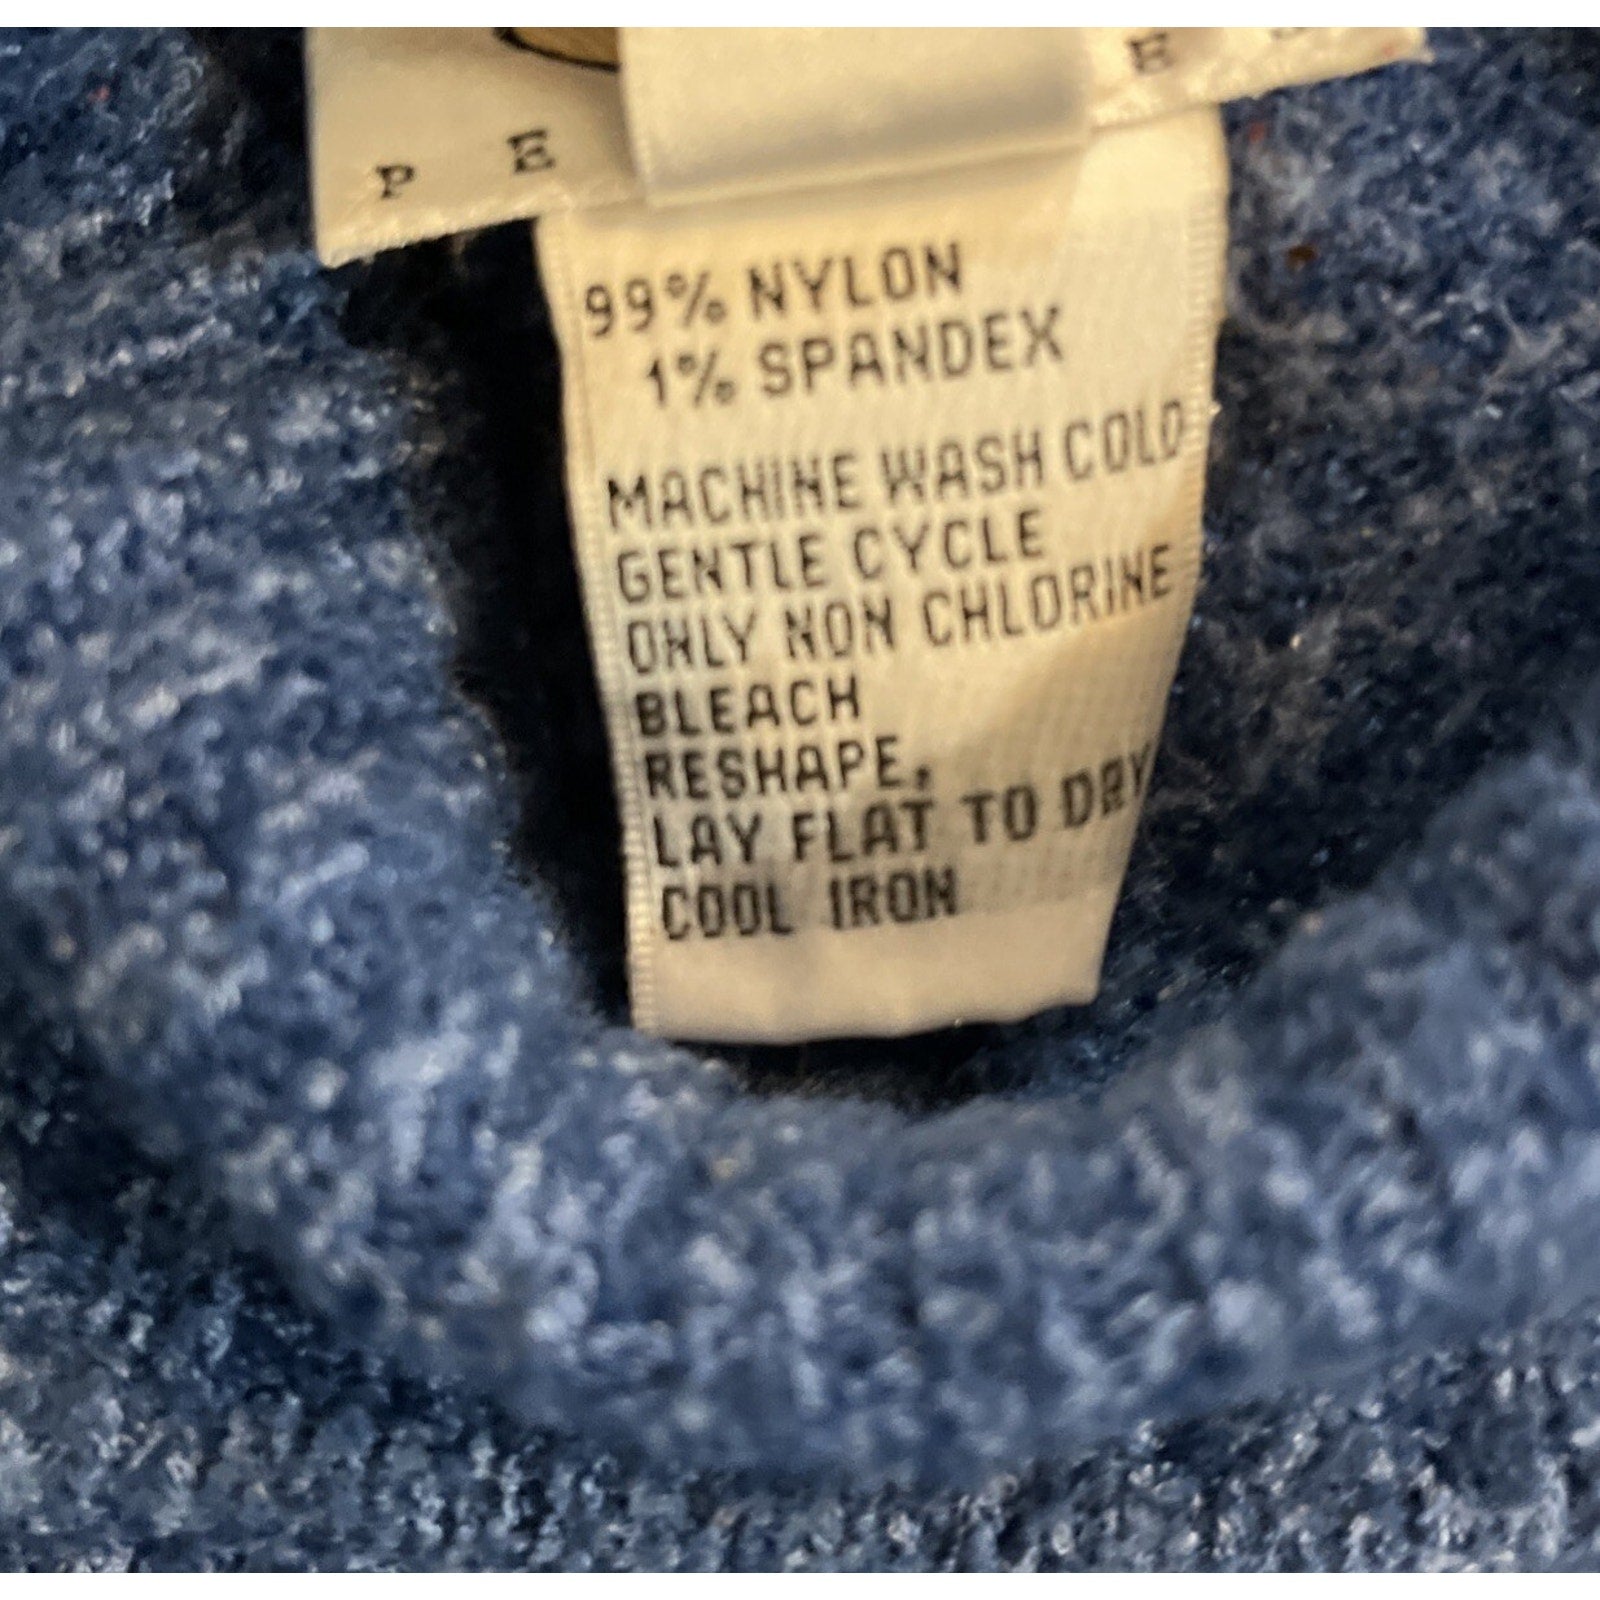 P E E
99% NYLON
1% SPANDEX
MACHINE WASH COLD
GENTLE CYCLE
ONLY NON CHLORINE
BLEACH
RESHAPE,
LAY FLAT TO DRY
COOL IRON